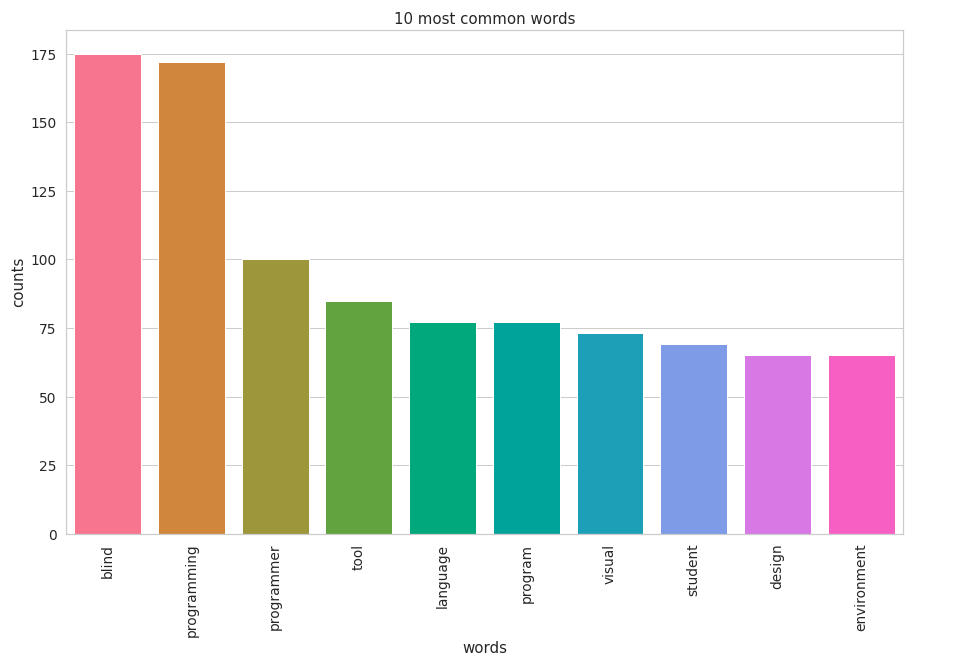 10 most common words
175
150
125
100
75
50
25
0
counts
blind
programming
programmer
tool
language
program
visual
student
design
environment
words